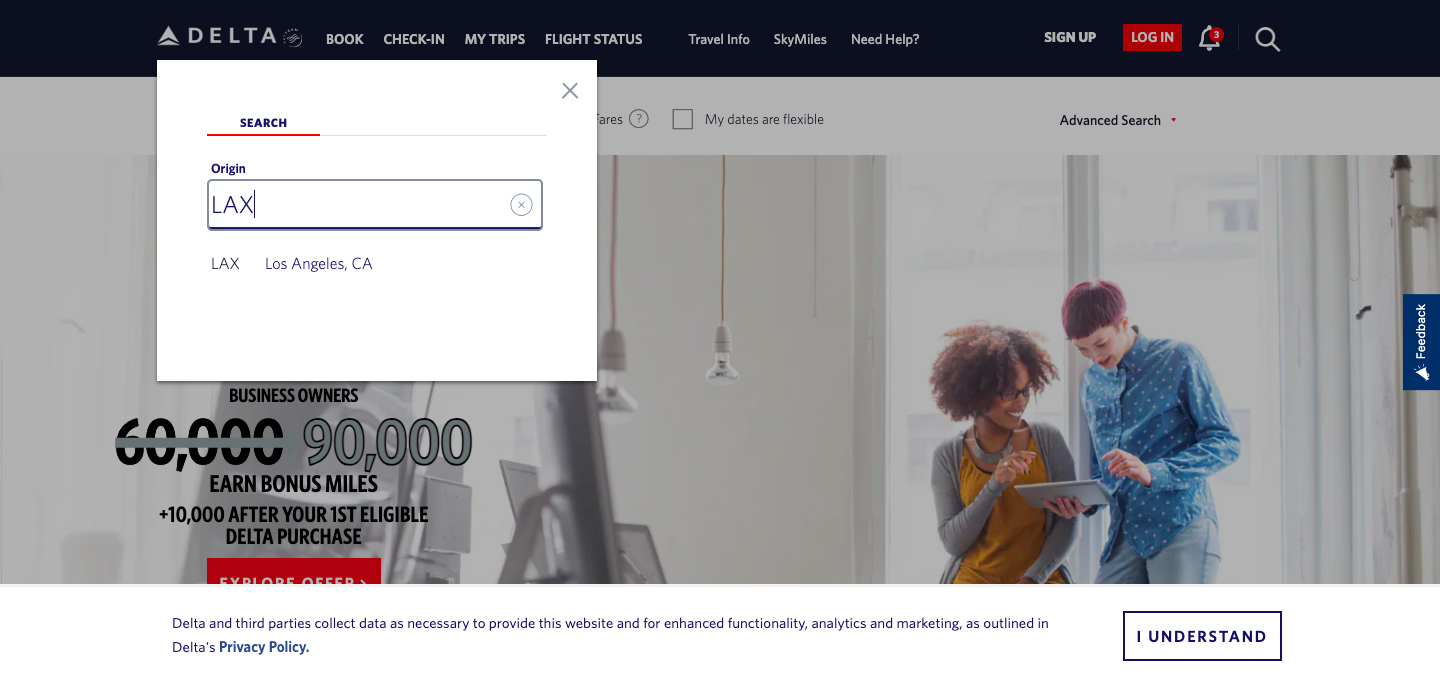 DELTA
BOOK CHECK-IN MY TRIPS FLIGHT STATUS Travel Info SkyMiles Need Help? SIGN UP LOG IN 3
SEARCH
Fares ? My dates are flexible Advanced Search
Origin
LAX
LAX Los Angeles, CA
Feedback
BUSINESS OWNERS
60,000 90,000
EARN BONUS MILES
+10,000 AFTER YOUR 1ST ELIGIBLE
DELTA PURCHASE
EXPLORE OFFER >
Delta and third parties collect data as necessary to provide this website and for enhanced functionality, analytics and marketing, as outlined in
Delta's Privacy Policy.
I UNDERSTAND